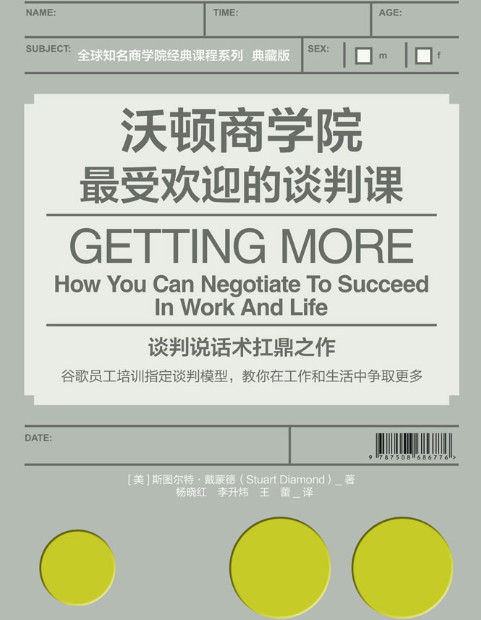 NAME: TIME: AGE:
SUBJECT: 全球知名商学院经典课程系列 典藏版 SEX: m f
沃顿商学院
最受欢迎的谈判课
GETTING MORE
How You Can Negotiate To Succeed
In Work And Life
谈判说话术扛鼎之作
谷歌员工培训指定谈判模型，教你在工作和生活中争取更多
DATE:
9 787508 686776 >
[ 美 ] 斯图尔特·戴蒙德（Stuart Diamond）_ 著
杨晓红 李升炜 王 蕾 _ 译